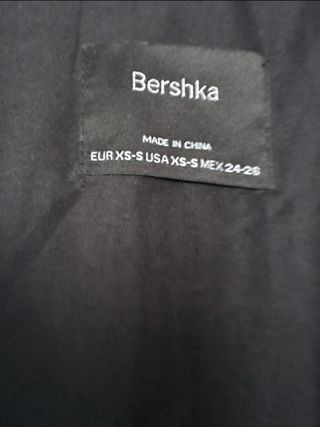 Bershka
MADE IN CHINA
EUR XS-S USA XS-S MEX 24-26